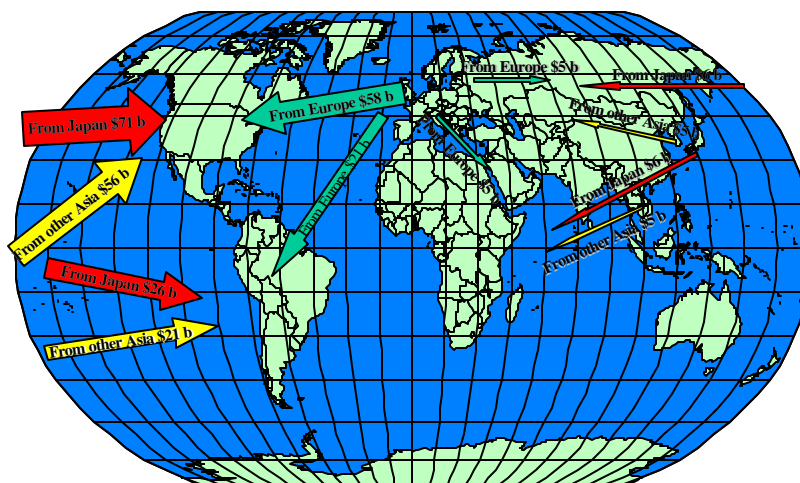 From Europe $5 b
From Japan $6 b
From Europe $58 b
From Japan $71 b
From other Asia $5 b
From Europe $21 b
From Europe $5 b
From Japan $6 b
From other Asia $56 b
From other Asia $5 b
From Japan $26 b
From other Asia $21 b